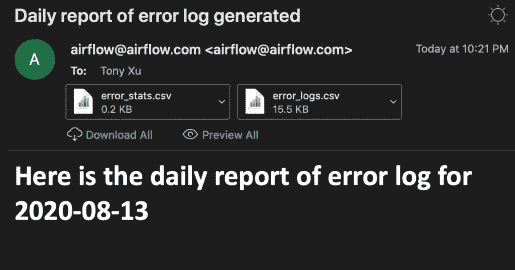 Daily report of error log generated
A
airflow@airflow.com <airflow@airflow.com>
Today at 10:21 PM
To: Tony Xu
error_stats.csv
0.2 KB
error_logs.csv
15.5 KB
Download All
Preview All
Here is the daily report of error log for
2020-08-13